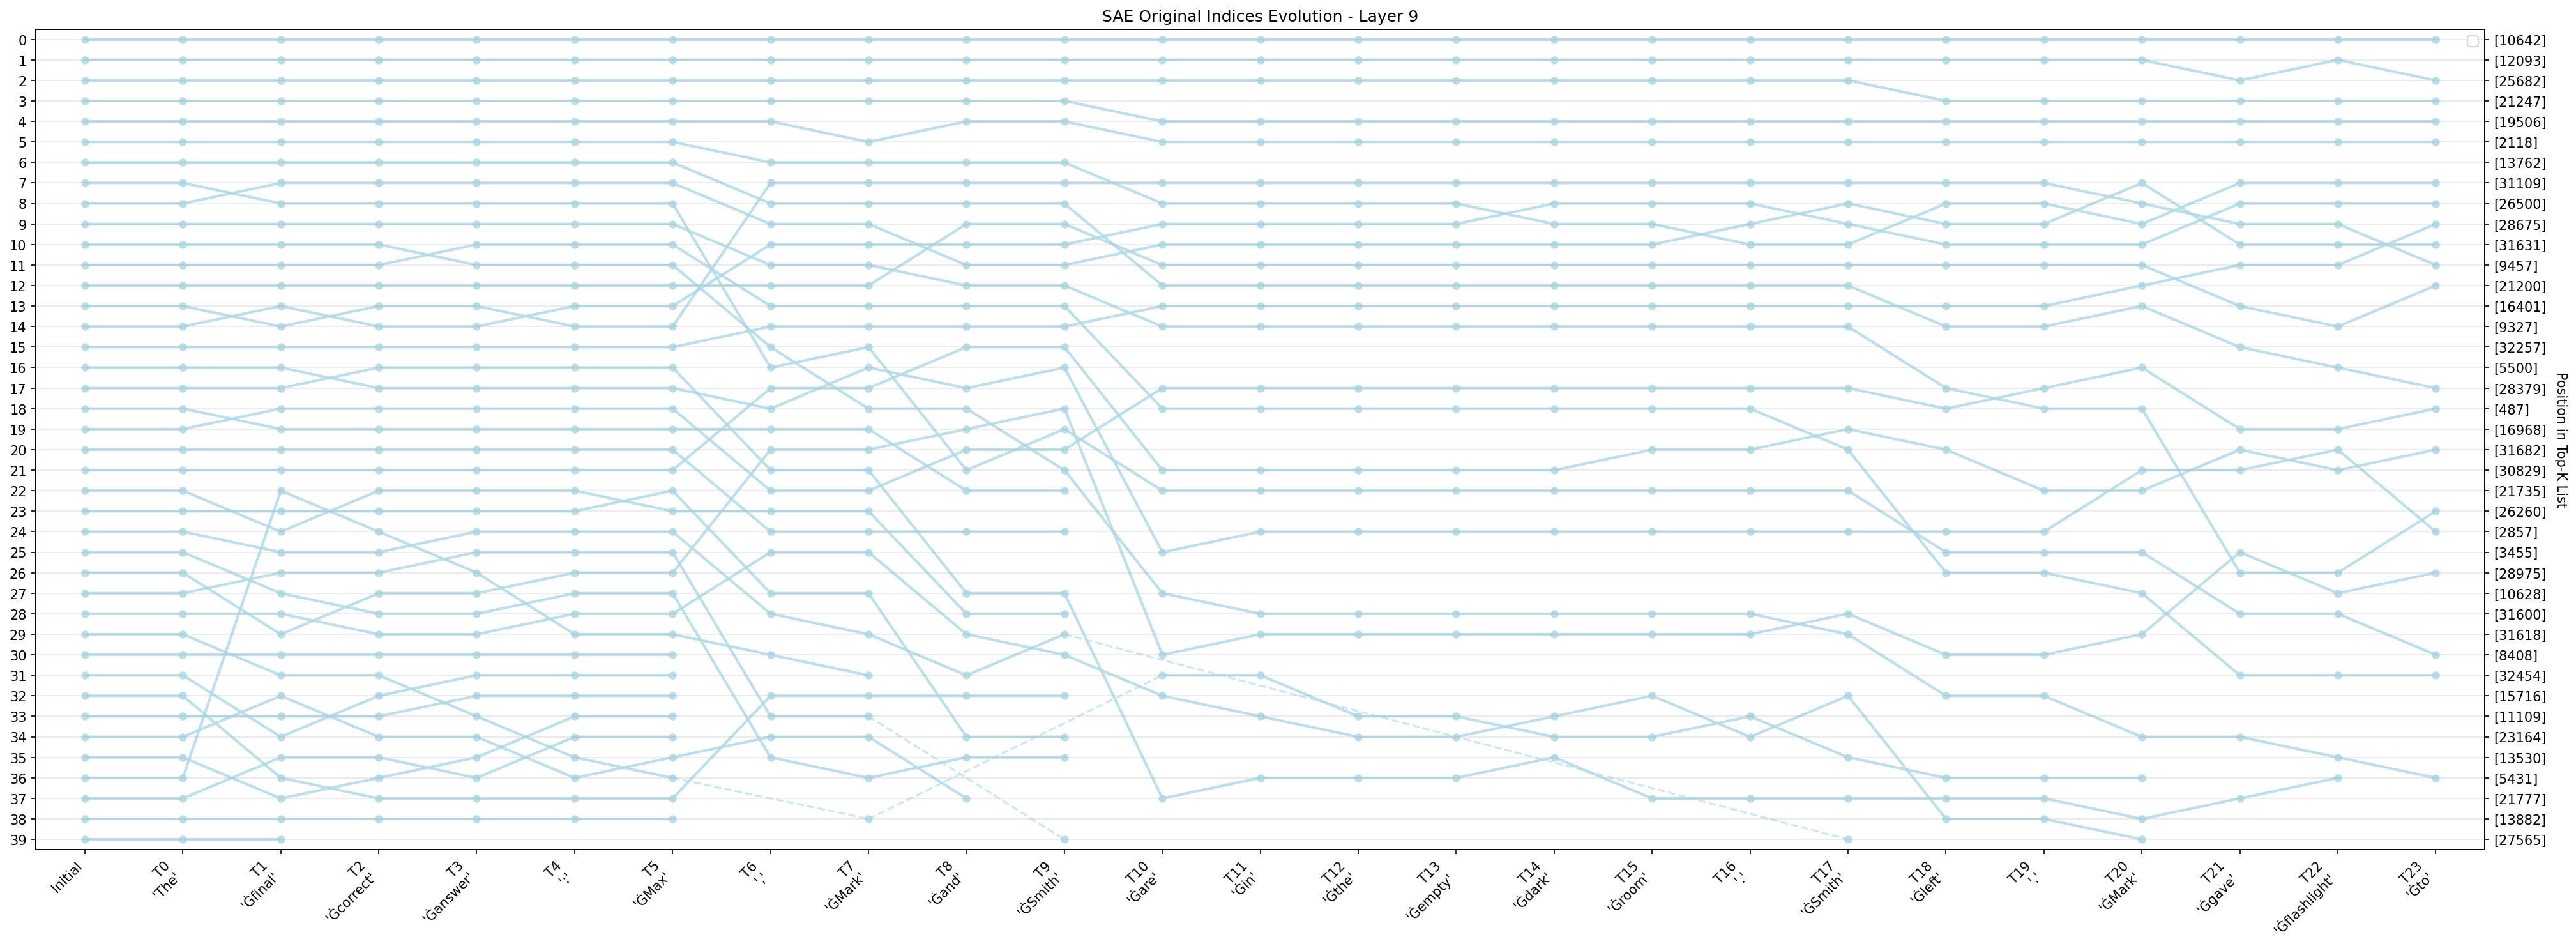 SAE Original Indices Evolution - Layer 9
0 [10642]
1 [12093]
2 [25682]
3 [21247]
4 [19506]
5 [2118]
6 [13762]
7 [31109]
8 [26500]
9 [28675]
10 [31631]
11 [9457]
12 [21200]
13 [16401]
14 [9327]
15 [32257]
16 [5500]
17 [28379]
18 [487]
19 [16968]
20 [31682]
21 [30829]
22 [21735]
23 [26260]
24 [2857]
25 [3455]
26 [28975]
27 [10628]
28 [31600]
29 [31618]
30 [8408]
31 [32454]
32 [15716]
33 [11109]
34 [23164]
35 [13530]
36 [5431]
37 [21777]
38 [13882]
39 [27565]
Position in Top-K List
Initial
T0
'The'
T1
'Ġfinal'
T2
'Ġcorrect'
T3
'Ġanswer'
T4
':'
T5
'ĠMax'
T6
','
T7
'ĠMark'
T8
'Ġand'
T9
'ĠSmith'
T10
'Ġare'
T11
'Ġin'
T12
'Ġthe'
T13
'Ġempty'
T14
'Ġdark'
T15
'Ġroom'
T16
'.'
T17
'ĠSmith'
T18
'Ġleft'
T19
'.'
T20
'ĠMark'
T21
'Ġgave'
T22
'Ġflashlight'
T23
'Ġto'